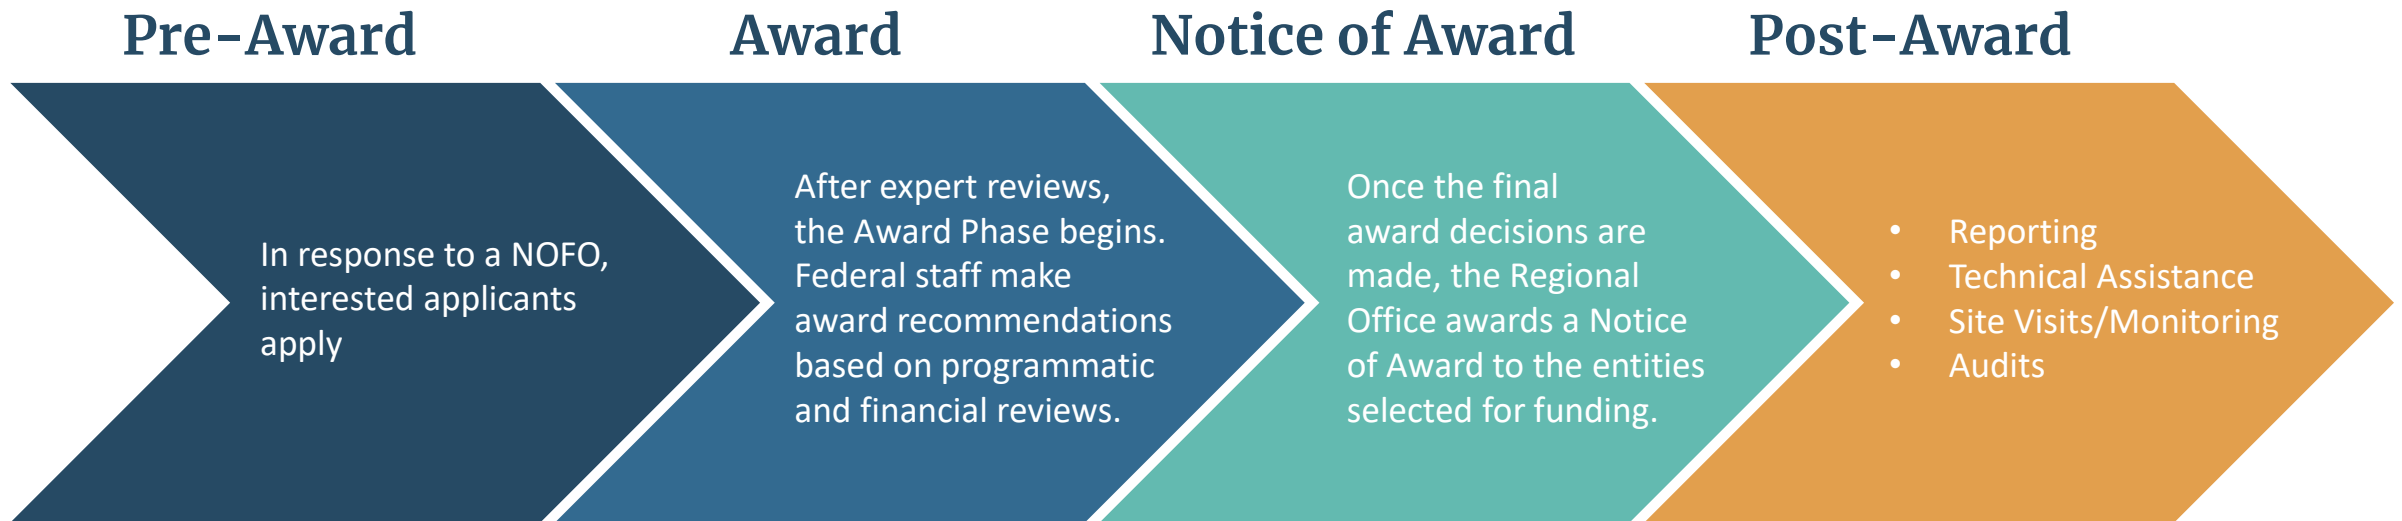 Pre-Award
Award
Notice of Award
Post-Award
In response to a NOFO,
interested applicants
apply
After expert reviews,
the Award Phase begins.
Federal staff make
award recommendations
based on programmatic
and financial reviews.
Once the final
award decisions are
made, the Regional
Office awards a Notice
of Award to the entities
selected for funding.
• Reporting
• Technical Assistance
• Site Visits/Monitoring
• Audits